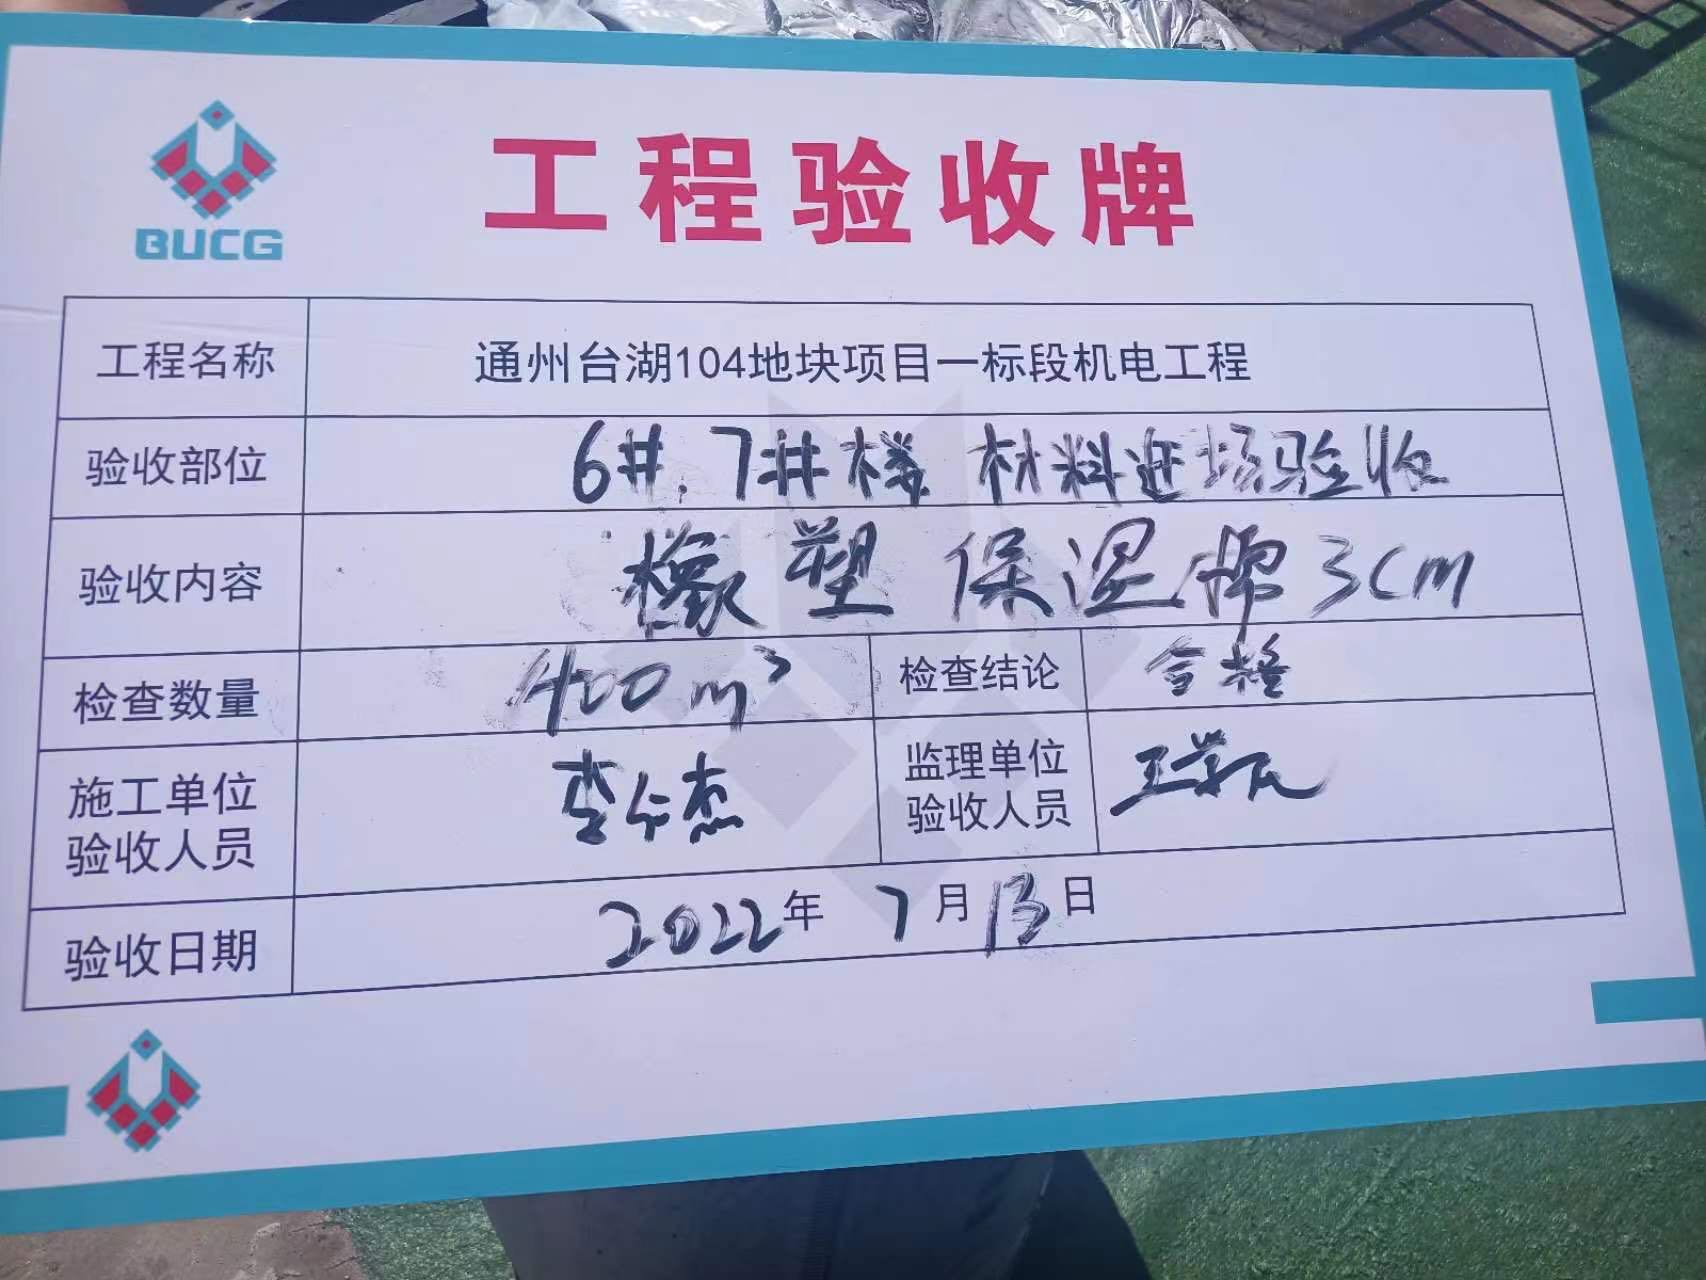 BUCG
工程验收牌
工程名称 通州台湖104地块项目一标段机电工程
验收部位 6#、7#楼 材料进场验收
验收内容 橡塑保温棉3cm
检查数量 400m³ 检查结论 合格
施工单位验收人员 李 杰 监理单位验收人员 王学
验收日期 2022年7月13日